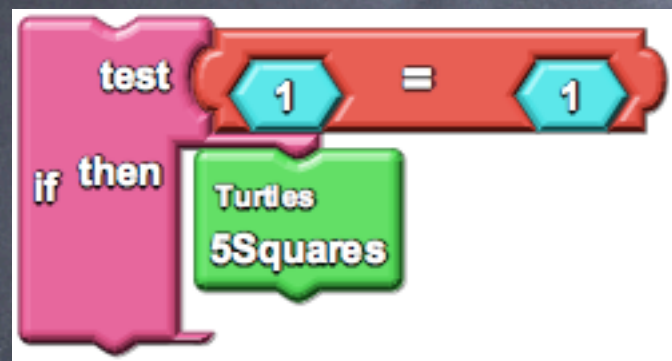 test 1 = 1
if then
Turtles
5Squares